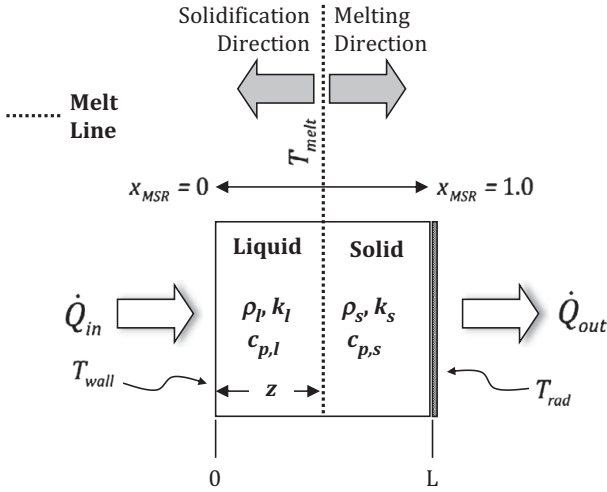 Solidification Melting
Direction Direction
Melt
Line
T_melt
x_MSR = 0
x_MSR = 1.0
Liquid
Solid
Q̇_in
ρ_l, k_l
c_p,l
ρ_s, k_s
c_p,s
Q̇_out
T_wall
z
T_rad
0
L